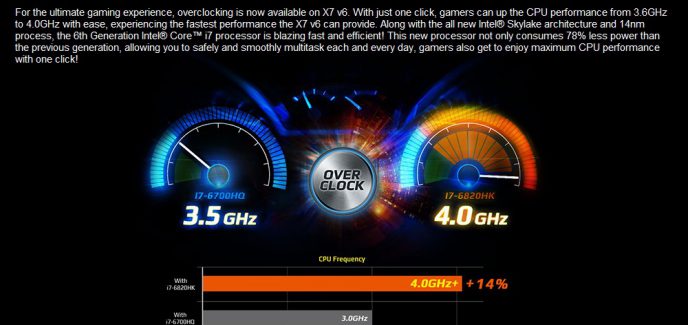 For the ultimate gaming experience, overclocking is now available on X7 v6. With just one click, gamers can up the CPU performance from 3.6GHz
to 4.0GHz with ease, experiencing the fastest performance the X7 v6 can provide. Along with the all new Intel® Skylake architecture and 14nm
process, the 6th Generation Intel® Core™ i7 processor is blazing fast and efficient! This new processor not only consumes 78% less power than
the previous generation, allowing you to safely and smoothly multitask each and every day, gamers also get to enjoy maximum CPU performance
with one click!
OVER
CLOCK
i7-6700HQ
3.5 GHz
i7-6820HK
4.0 GHz
CPU Frequency
With
i7-6820HK
4.0GHz+
+14%
With
i7-6700HQ
3.0GHz